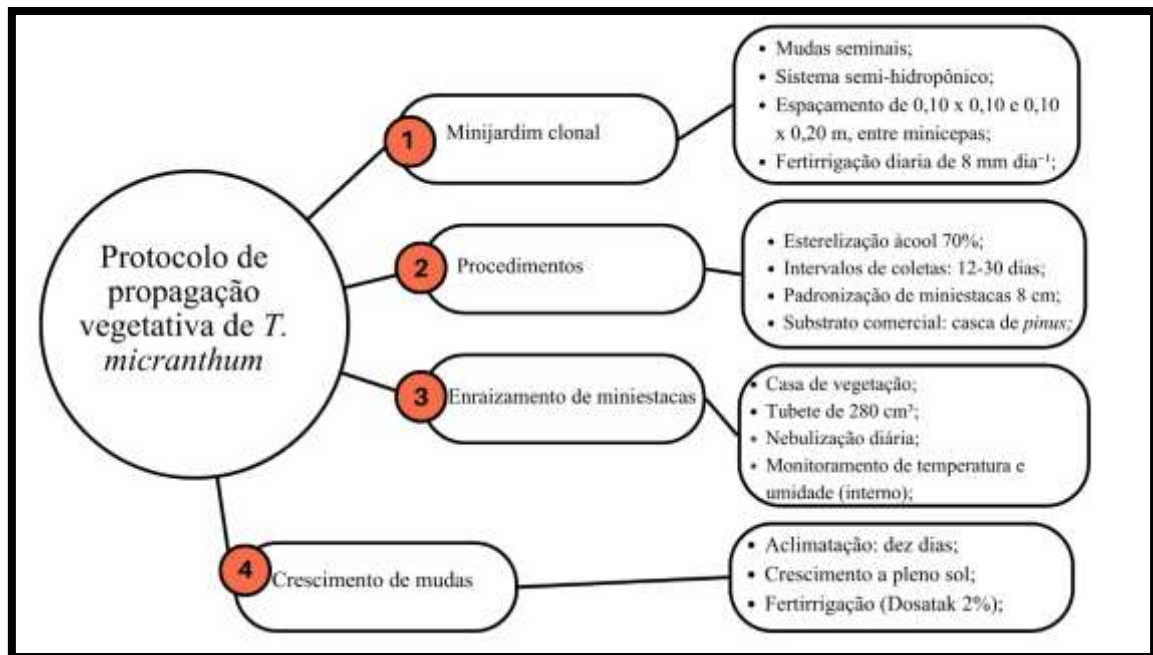 Protocolo de
propagação
vegetativa de T.
micranthum
1
Minijardim clonal
• Mudas seminais;
• Sistema semi-hidropônico;
• Espaçamento de 0,10 x 0,10 e 0,10
x 0,20 m, entre minicepas;
• Fertirrigação diaria de 8 mm dia⁻¹;
2
Procedimentos
• Esterelização àcool 70%;
• Intervalos de coletas: 12-30 dias;
• Padronização de miniestacas 8 cm;
• Substrato comercial: casca de pinus;
3
Enraizamento de miniestacas
• Casa de vegetação;
• Tubete de 280 cm³;
• Nebulização diária;
• Monitoramento de temperatura e
umidade (interno);
4
Crescimento de mudas
• Aclimatação: dez dias;
• Crescimento a pleno sol;
• Fertirrigação (Dosatak 2%);